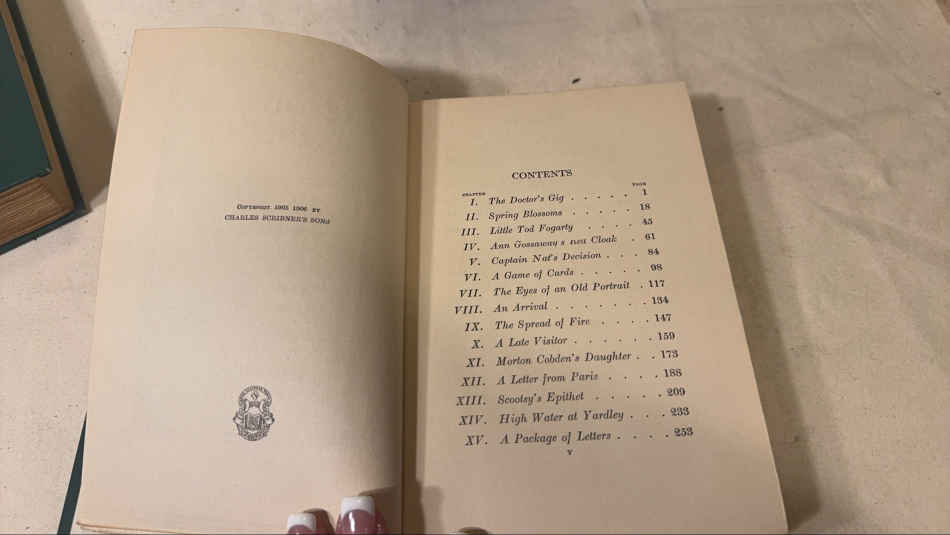 COPYRIGHT 1905 1906 BY
CHARLES SCRIBNER'S SONS
CONTENTS
CHAPTER PAGE
I. The Doctor's Gig . . . . . 1
II. Spring Blossoms . . . . . 18
III. Little Tod Fogarty . . . . 45
IV. Ann Gossaway's Red Cloak . 61
V. Captain Nat's Decision . . . 84
VI. A Game of Cards . . . . . 98
VII. The Eyes of an Old Portrait . 117
VIII. An Arrival . . . . . . . 134
IX. The Spread of Fire . . . . 147
X. A Late Visitor . . . . . . 159
XI. Morton Cobden's Daughter . . 173
XII. A Letter from Paris . . . . 188
XIII. Scootsy's Epithet . . . . . 209
XIV. High Water at Yardley . . . 233
XV. A Package of Letters . . . . 253
v